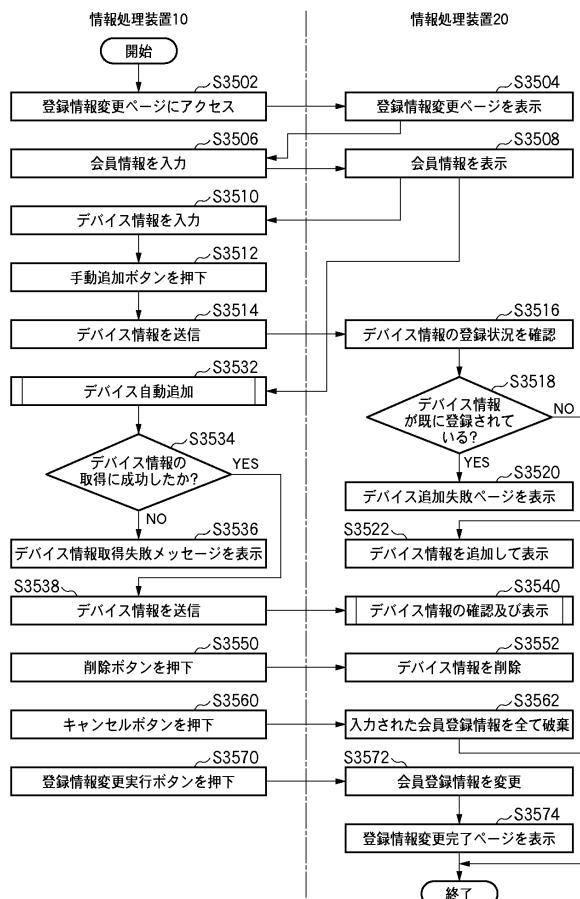 情報処理装置10
情報処理装置20
開始
S3502
登録情報変更ページにアクセス
S3504
登録情報変更ページを表示
S3506
会員情報を入力
S3508
会員情報を表示
S3510
デバイス情報を入力
S3512
手動追加ボタンを押下
S3514
デバイス情報を送信
S3516
デバイス情報の登録状況を確認
S3532
デバイス自動追加
S3518
デバイス情報
が既に登録されて
いる?
NO
YES
S3534
デバイス情報の
取得に成功したか?
YES
NO
S3520
デバイス追加失敗ページを表示
S3536
デバイス情報取得失敗メッセージを表示
S3522
デバイス情報を追加して表示
S3538
デバイス情報を送信
S3540
デバイス情報の確認及び表示
S3550
削除ボタンを押下
S3552
デバイス情報を削除
S3560
キャンセルボタンを押下
S3562
入力された会員登録情報を全て破棄
S3570
登録情報変更実行ボタンを押下
S3572
会員登録情報を変更
S3574
登録情報変更完了ページを表示
終了